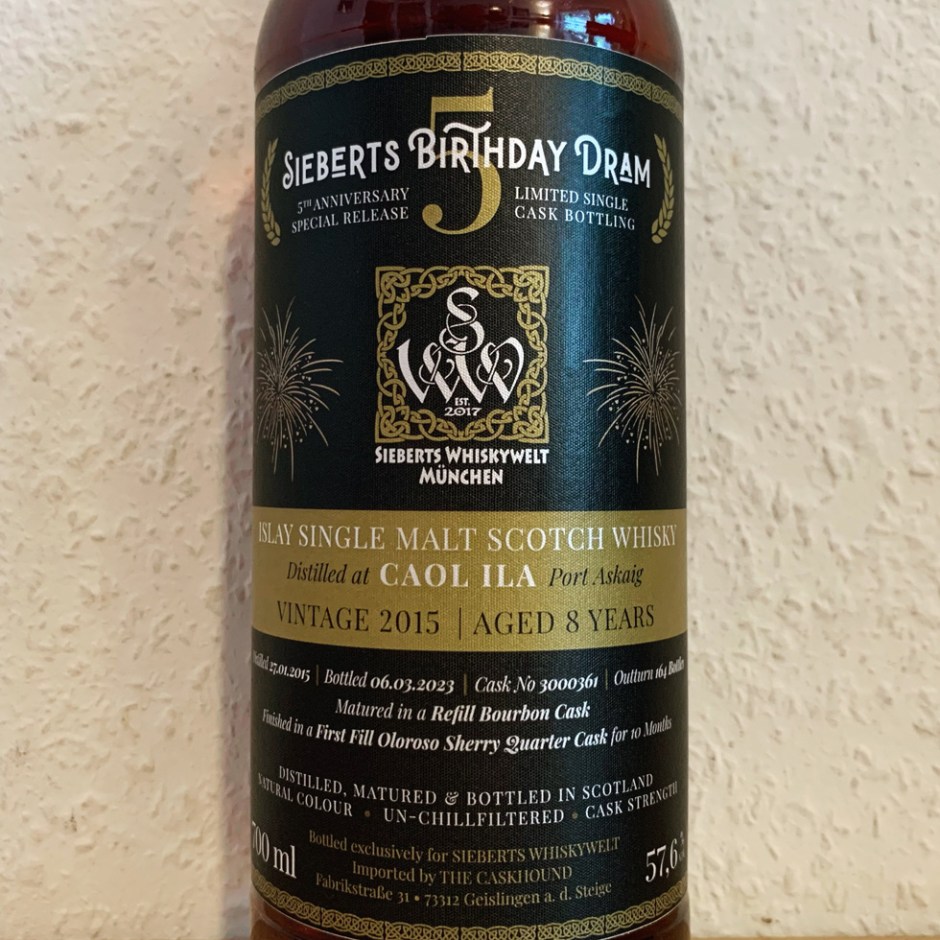 5
SIEBERTS BIRTHDAY DRAM
5TH ANNIVERSARY
SPECIAL RELEASE
LIMITED SINGLE
CASK BOTTLING
SWW
EST.
2017
SIEBERTS WHISKYWELT
MÜNCHEN
ISLAY SINGLE MALT SCOTCH WHISKY
Distilled at CAOL ILA Port Askaig
VINTAGE 2015 | AGED 8 YEARS
Distilled 27.01.2015 | Bottled 06.03.2023 | Cask No 3000361 | Outturn 164 Bottles
Matured in a Refill Bourbon Cask
Finished in a First Fill Oloroso Sherry Quarter Cask for 10 Months
DISTILLED, MATURED & BOTTLED IN SCOTLAND
NATURAL COLOUR • UN-CHILLFILTERED • CASK STRENGTH
700 ml
Bottled exclusively for SIEBERTS WHISKYWELT
Imported by THE CASKHOUND
Fabrikstraße 31 • 73312 Geislingen a. d. Steige
57,6